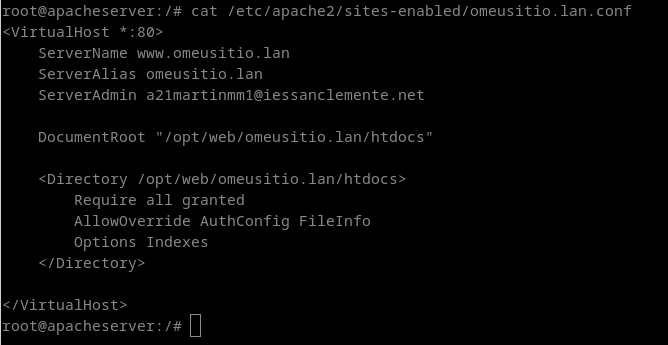 root@apacheserver:/# cat /etc/apache2/sites-enabled/omeusitio.lan.conf
<VirtualHost *:80>
    ServerName www.omeusitio.lan
    ServerAlias omeusitio.lan
    ServerAdmin a21martinmm1@iessanclemente.net

    DocumentRoot "/opt/web/omeusitio.lan/htdocs"

    <Directory /opt/web/omeusitio.lan/htdocs>
        Require all granted
        AllowOverride AuthConfig FileInfo
        Options Indexes
    </Directory>

</VirtualHost>
root@apacheserver:/#